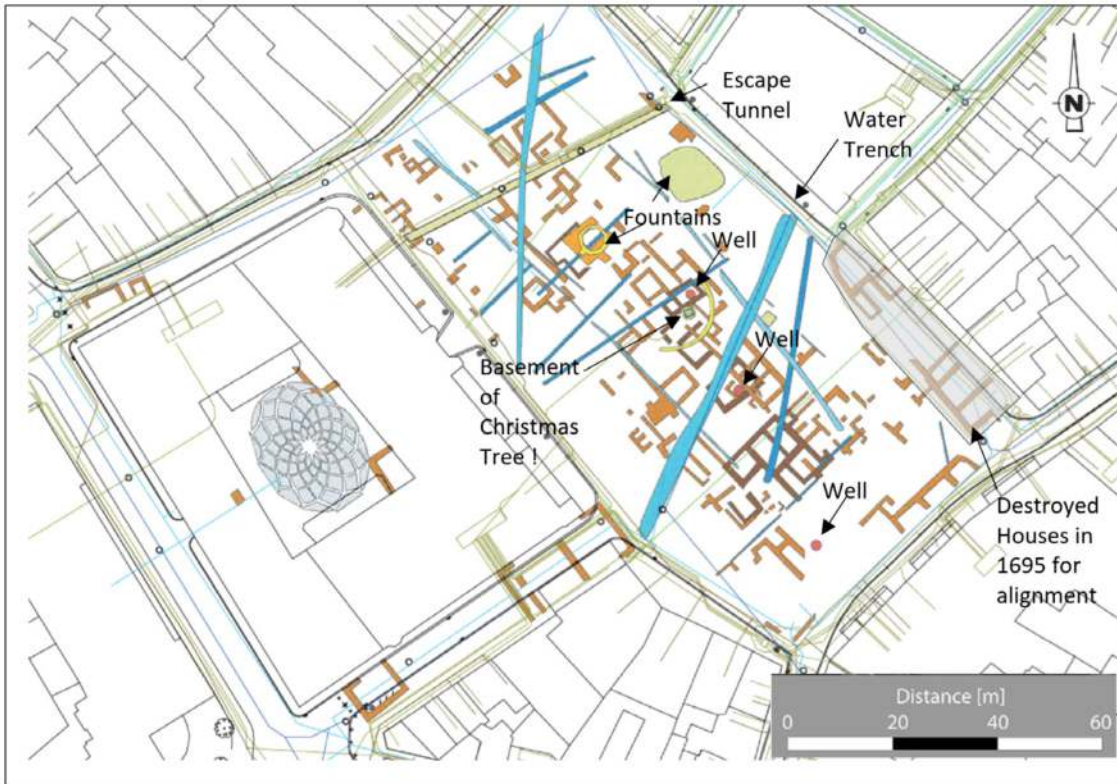 Escape
Tunnel
Water
Trench
N
Fountains
Well
Well
Basement
of
Christmas
Tree !
Well
Destroyed
Houses in
1695 for
alignment
Distance [m]
0 20 40 60